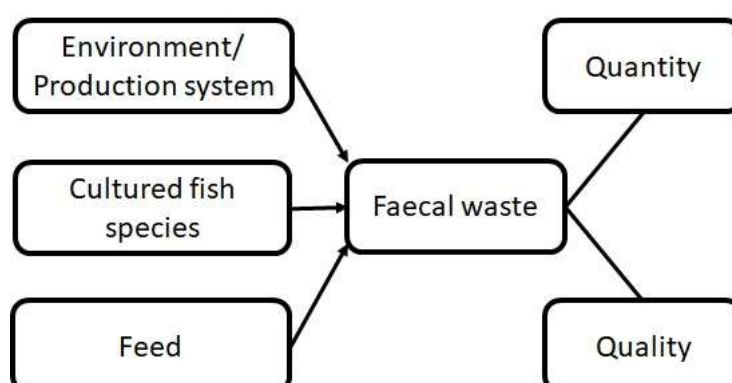 Environment/
Production system
Cultured fish
species
Feed
Faecal waste
Quantity
Quality